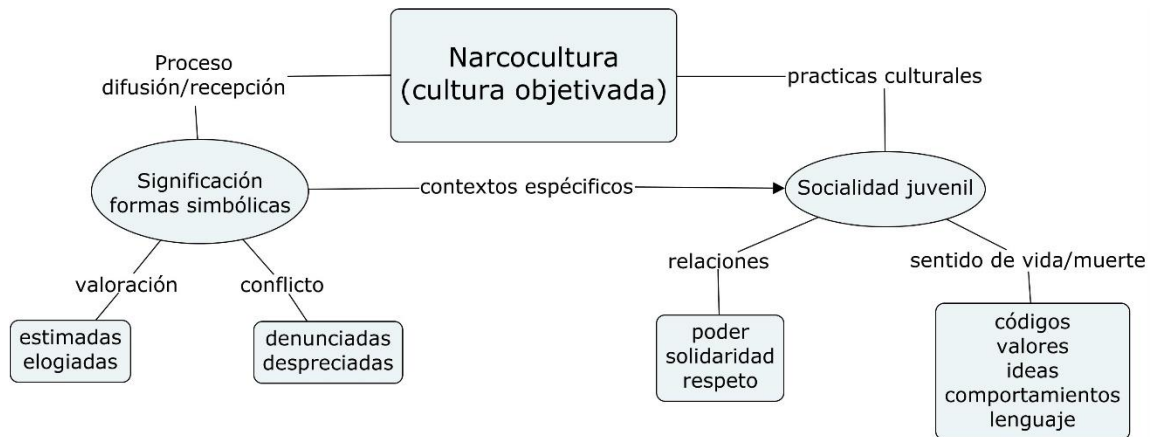 Narcocultura
(cultura objetivada)
Proceso
difusión/recepción
practicas culturales
Significación
formas simbólicas
contextos espécificos
Socialidad juvenil
valoración
conflicto
relaciones
sentido de vida/muerte
estimadas
elogiadas
denunciadas
despreciadas
poder
solidaridad
respeto
códigos
valores
ideas
comportamientos
lenguaje